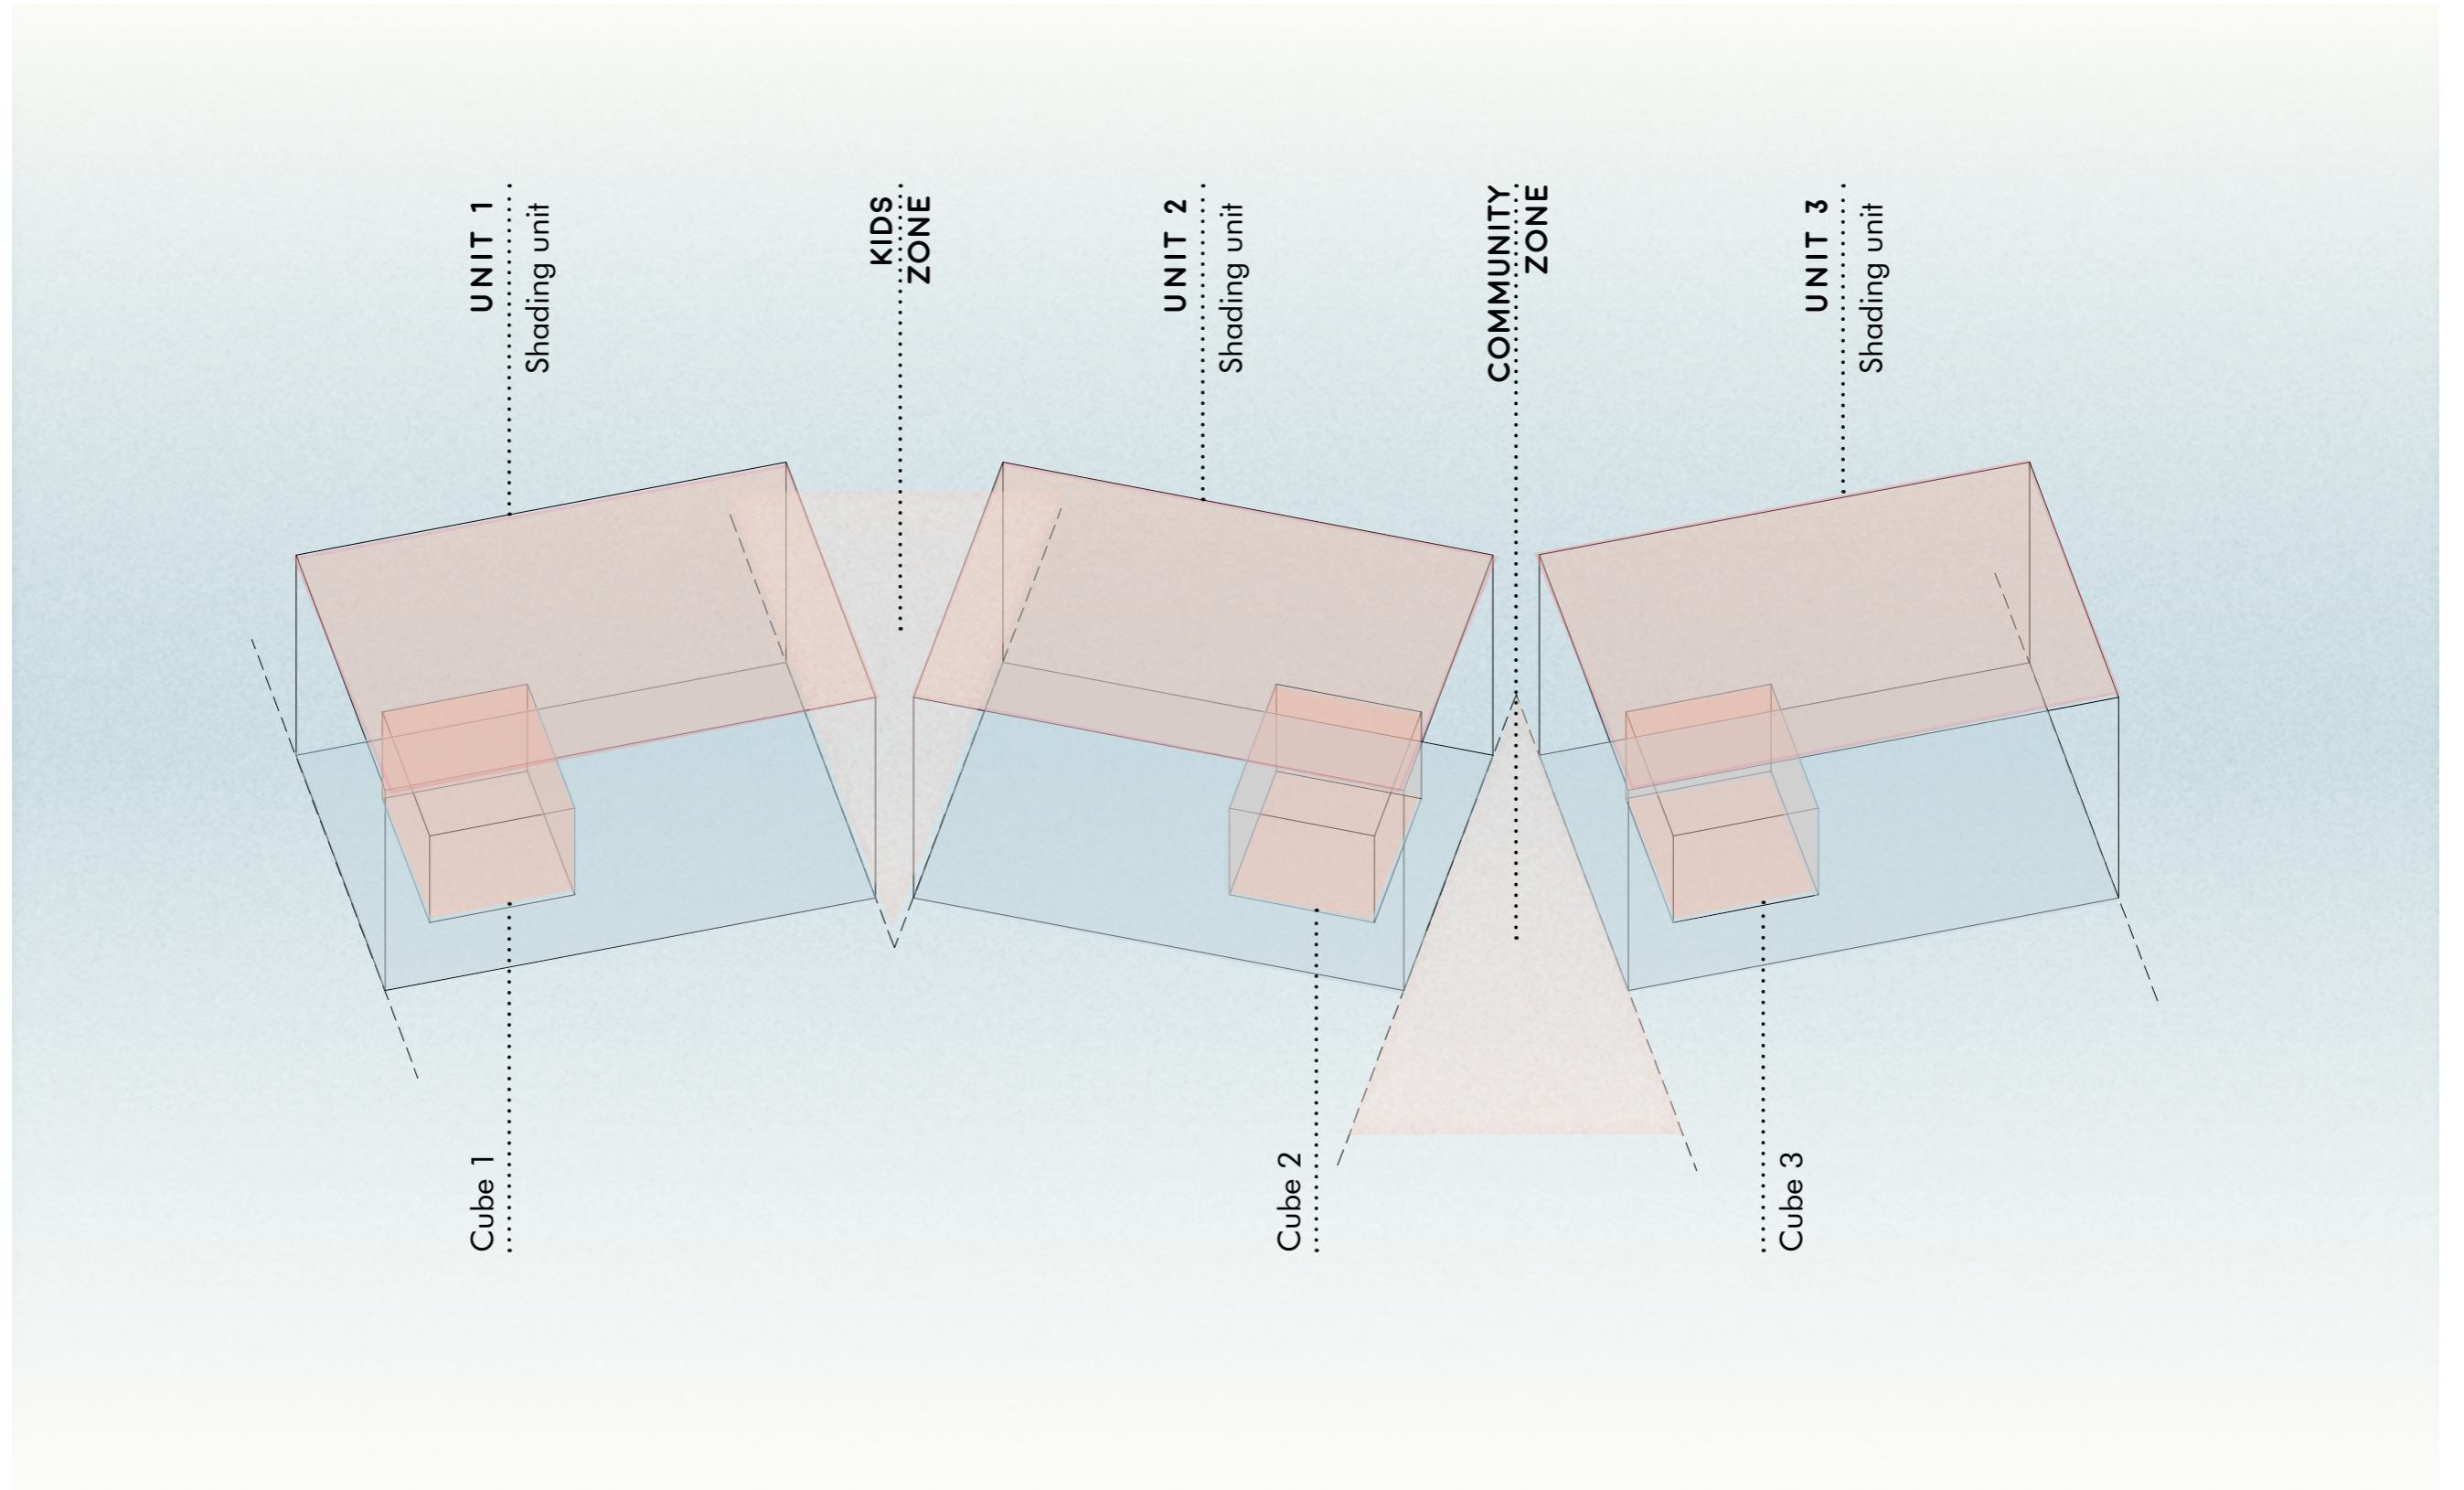 UNIT 1
Shading unit
KIDS
ZONE
UNIT 2
Shading unit
COMMUNITY
ZONE
UNIT 3
Shading unit
Cube 1
Cube 2
Cube 3